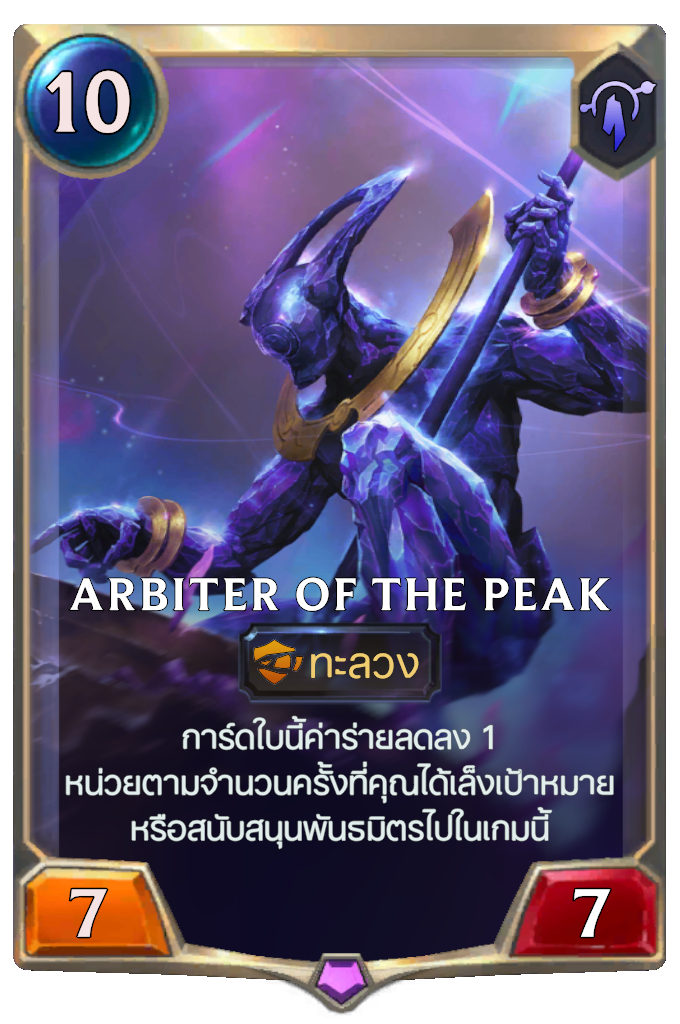 10
ARBITER OF THE PEAK
ทะลวง
การ์ดใบนี้ค่าร่ายลดลง 1
หน่วยตามจำนวนครั้งที่คุณได้เล็งเป้าหมาย
หรือสนับสนุนพันธมิตรไปในเกมนี้
7 7